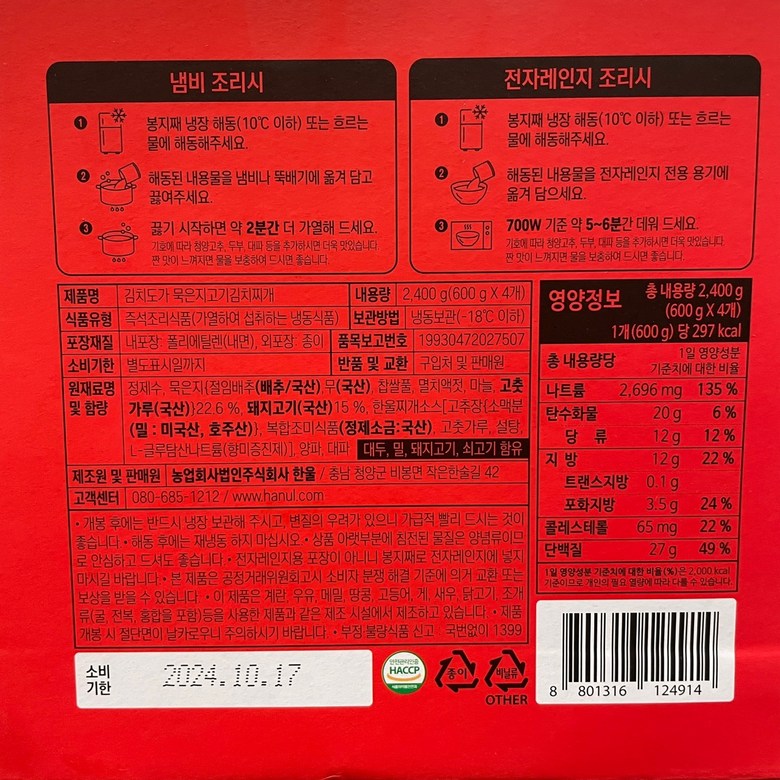 냄비 조리시
1 봉지째 냉장 해동(10℃ 이하) 또는 흐르는
물에 해동해주세요.
2 해동된 내용물을 냄비나 뚝배기에 옮겨 담고
끓여주세요.
3 끓기 시작하면 약 2분간 더 가열해 드세요.
기호에 따라 청양고추, 두부, 대파 등을 추가하시면 더욱 맛있습니다
짠 맛이 느껴지면 물을 보충하여 드시면 좋습니다.
전자레인지 조리시
1 봉지째 냉장 해동(10℃ 이하) 또는 흐르는
물에 해동해주세요.
2 해동된 내용물을 전자레인지 전용 용기에
옮겨 담으세요.
3 700W 기준 약 5~6분간 데워 드세요.
기호에 따라 청양고추, 두부, 대파 등을 추가하시면 더욱 맛있습니다
짠 맛이 느껴지면 물을 보충하여 드시면 좋습니다.
제품명 김치도가 묵은지고기김치찌개 내용량 2,400 g(600 g X 4개)
식품유형 즉석조리식품(가열하여 섭취하는 냉동식품) 보관방법 냉동보관(-18℃ 이하)
포장재질 내포장: 폴리에틸렌(내면), 외포장: 종이 품목보고번호 19930472027507
소비기한 별도표시일까지 반품 및 교환 구입처 및 판매원
원재료명 정제수, 묵은지{절임배추(배추/국산),무(국산), 찹쌀풀, 멸치액젓, 마늘, 고춧
및 함량 가루(국산)}22.6 %, 돼지고기(국산)15 %, 한울찌개소스[고추장{소맥분
(밀 : 미국산, 호주산)}, 복합조미식품(정제소금:국산), 고춧가루, 설탕,
L-글루탐산나트륨(향미증진제)], 양파, 대파 대두, 밀, 돼지고기, 쇠고기 함유
제조원 및 판매원 농업회사법인주식회사 한울 / 충남 청양군 비봉면 작은한술길 42
고객센터 080-685-1212 / www.hanul.com
• 개봉 후에는 반드시 냉장 보관해 주시고, 변질의 우려가 있으니 가급적 빨리 드시는 것이
좋습니다 • 해동 후에는 재냉동 하지 마십시오 • 상품 아랫부분에 침전된 물질은 양념류이므
로 안심하고 드셔도 좋습니다. • 전자레인지용 포장이 아니니 봉지째로 전자레인지에 넣지
마시길 바랍니다 • 본 제품은 공정거래위원회고시 소비자 분쟁 해결 기준에 의거 교환 또는
보상을 받을 수 있습니다. • 이 제품은 계란, 우유, 메밀, 땅콩, 고등어, 게, 새우, 닭고기, 조개
류(굴, 전복, 홍합을 포함)등을 사용한 제품과 같은 제조 시설에서 제조하고 있습니다. • 제품
개봉 시 절단면이 날카로우니 주의하시기 바랍니다. • 부정·불량식품 신고 국번없이 1399
영양정보 총 내용량 2,400 g
(600 g X 4개)
1개(600 g) 당 297 kcal
총 내용량당 1일 영양성분
기준치에 대한 비율
나트륨 2,696 mg 135 %
탄수화물 20 g 6 %
당 류 12 g 12 %
지 방 12 g 22 %
트랜스지방 0.1 g
포화지방 3.5 g 24 %
콜레스테롤 65 mg 22 %
단백질 27 g 49 %
1일 영양성분 기준치에 대한 비율(%)은 2,000 kcal
기준이므로 개인의 필요 열량에 따라 다를 수 있습니다.
소비
기한 2024.10.17
안전관리인증
HACCP
종이
비닐류
OTHER
8 801316 124914